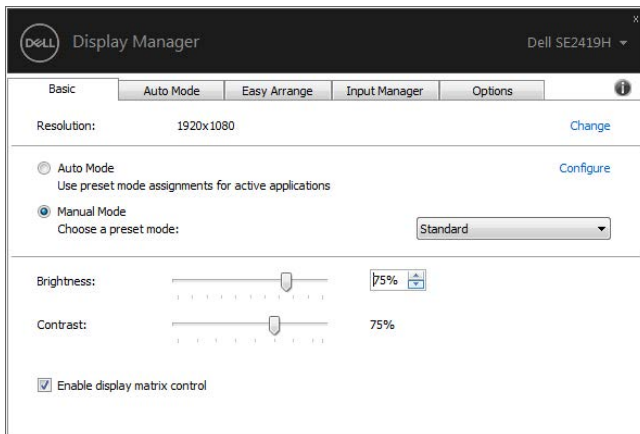 x
DELL Display Manager Dell SE2419H
Basic Auto Mode Easy Arrange Input Manager Options
Resolution: 1920x1080 Change
Auto Mode Configure
Use preset mode assignments for active applications
Manual Mode
Choose a preset mode: Standard
Brightness: 75%
Contrast: 75%
Enable display matrix control